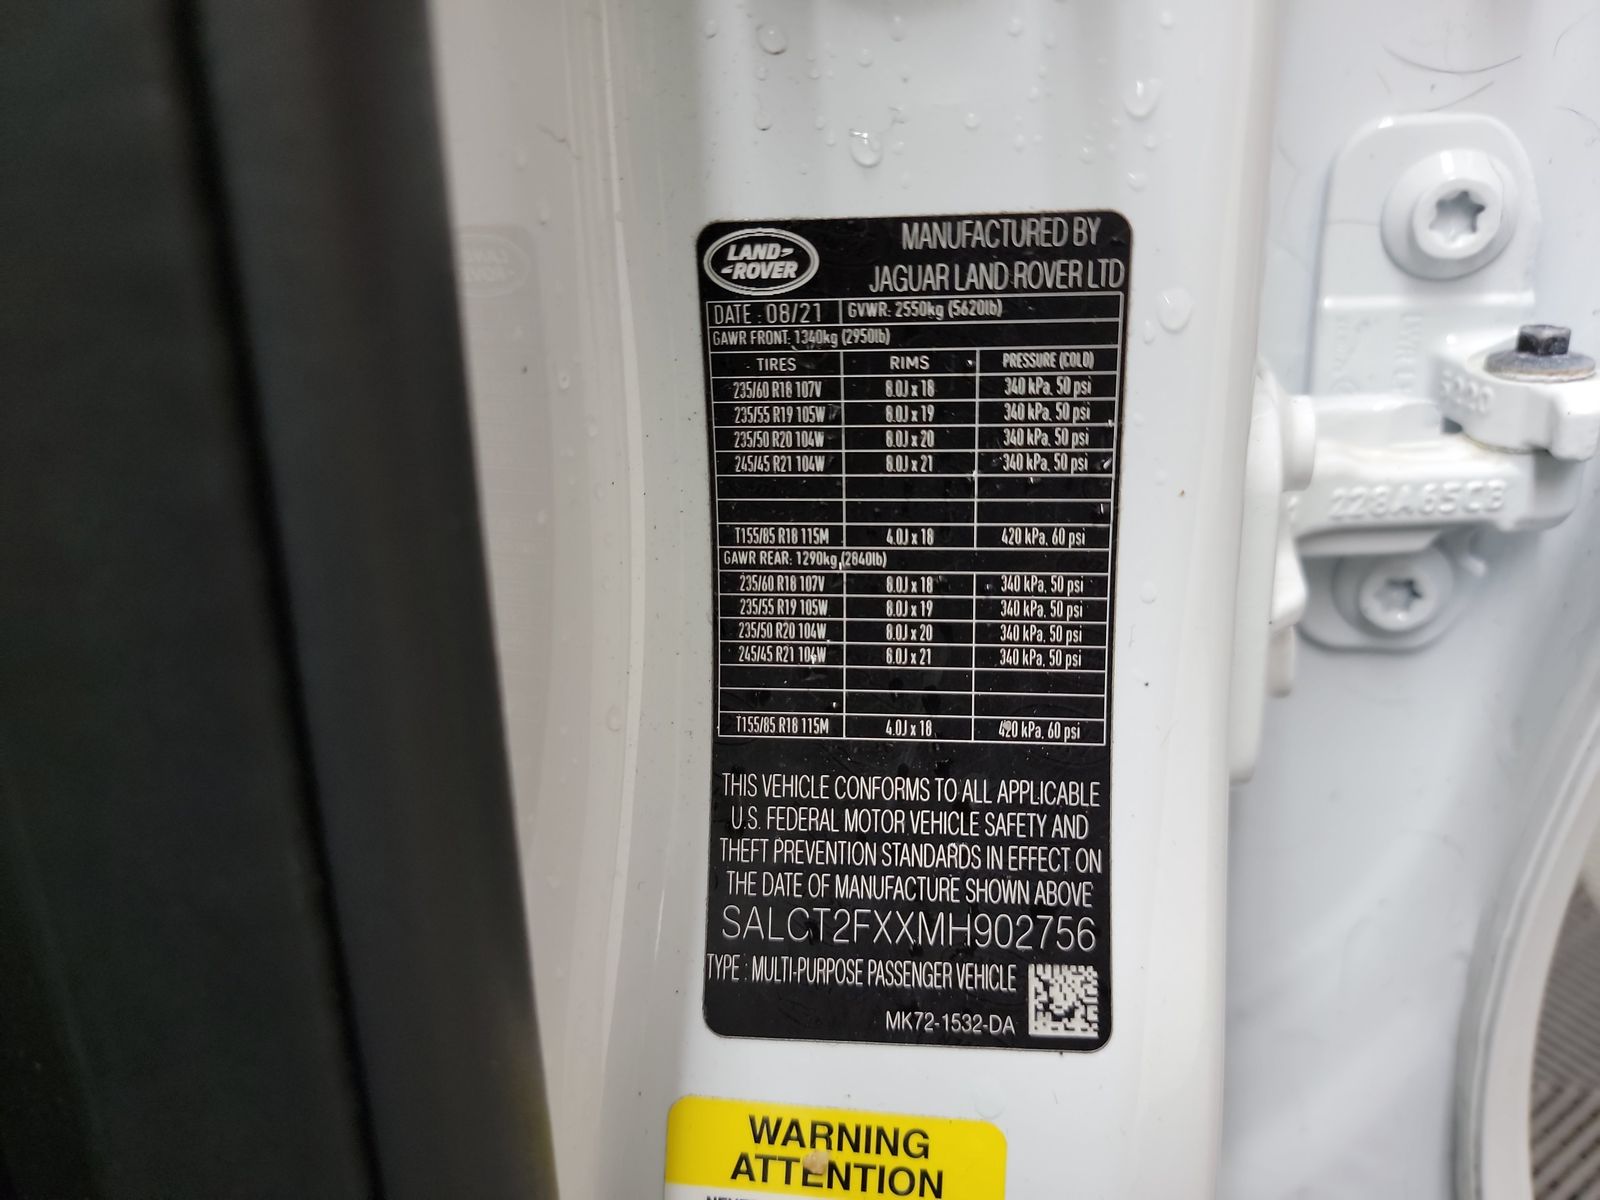 LAND
ROVER
MANUFACTURED BY
JAGUAR LAND ROVER LTD
DATE : 08/21 GVWR: 2550kg (5620lb)
GAWR FRONT: 1340kg (2950lb)
TIRES RIMS PRESSURE (COLD)
235/60 R18 107V 8.0J x 18 340 kPa, 50 psi
235/55 R19 105W 8.0J x 19 340 kPa, 50 psi
235/50 R20 104W 8.0J x 20 340 kPa, 50 psi
245/45 R21 104W 8.0J x 21 340 kPa, 50 psi
T155/85 R18 115M 4.0J x 18 420 kPa, 60 psi
GAWR REAR: 1290kg (2840lb)
235/60 R18 107V 8.0J x 18 340 kPa, 50 psi
235/55 R19 105W 8.0J x 19 340 kPa, 50 psi
235/50 R20 104W 8.0J x 20 340 kPa, 50 psi
245/45 R21 104W 8.0J x 21 340 kPa, 50 psi
T155/85 R18 115M 4.0J x 18 420 kPa, 60 psi
THIS VEHICLE CONFORMS TO ALL APPLICABLE
U.S. FEDERAL MOTOR VEHICLE SAFETY AND
THEFT PREVENTION STANDARDS IN EFFECT ON
THE DATE OF MANUFACTURE SHOWN ABOVE
SALCT2FXXMH902756
TYPE : MULTI-PURPOSE PASSENGER VEHICLE
MK72-1532-DA
WARNING
ATTENTION
228A65CB